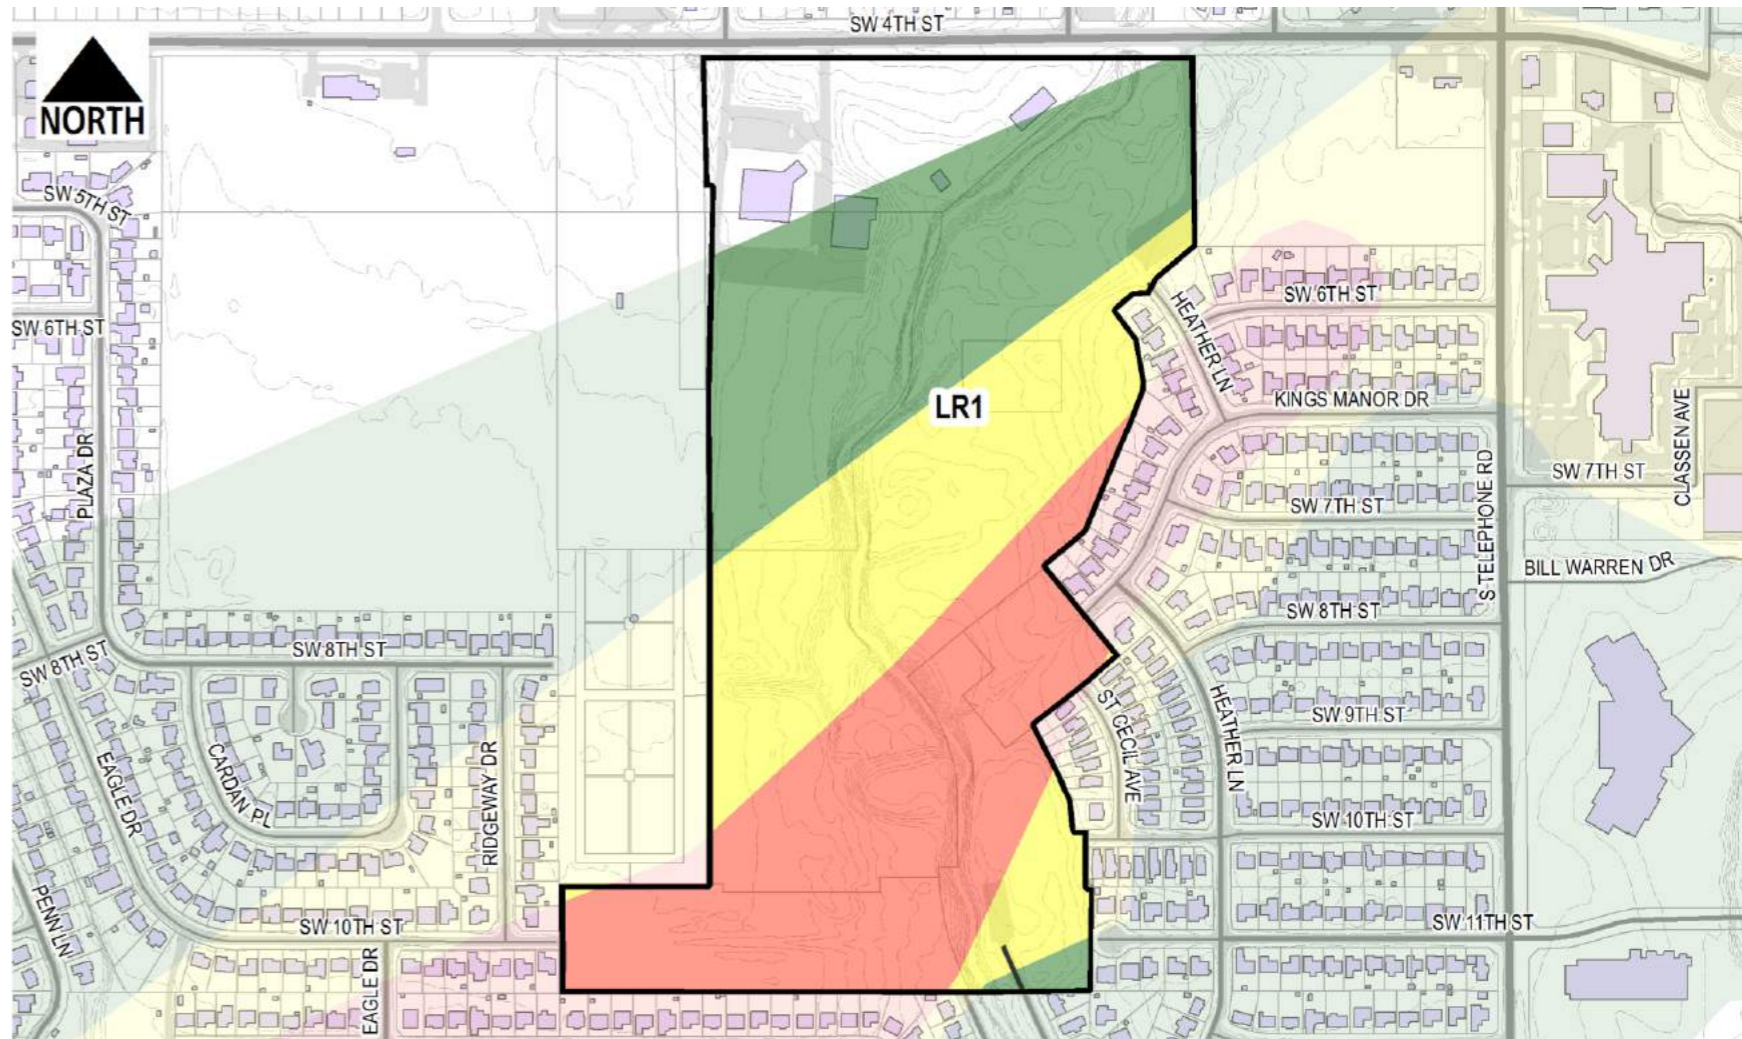 SW 4TH ST
NORTH
SW 5TH ST
SW 6TH ST
HEATHER LN
SW 6TH ST
KINGS MANOR DR
LR1
CLASSEN AVE
PLAZA DR
S TELEPHONE RD
SW 7TH ST
SW 7TH ST
BILL WARREN DR
SW 8TH ST
SW 8TH ST
SW 8TH ST
ST CECIL AVE
HEATHER LN
SW 9TH ST
EAGLE DR
CARDAN PL
RIDGEWAY DR
SW 10TH ST
PENN LN
SW 10TH ST
SW 11TH ST
EAGLE DR